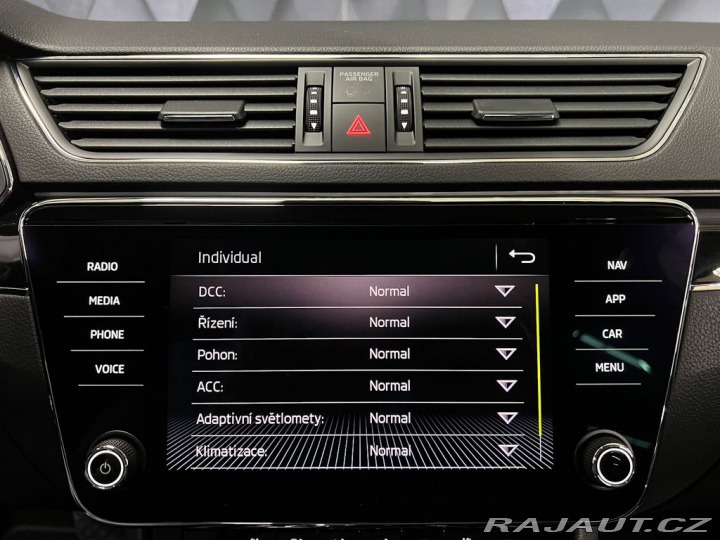 PASSENGER
AIR BAG
RADIO
MEDIA
PHONE
VOICE
Individual
DCC: Normal
Řízení: Normal
Pohon: Normal
ACC: Normal
Adaptivní světlomety: Normal
Klimatizace: Normal
NAV
APP
CAR
MENU
RAJAUT.CZ